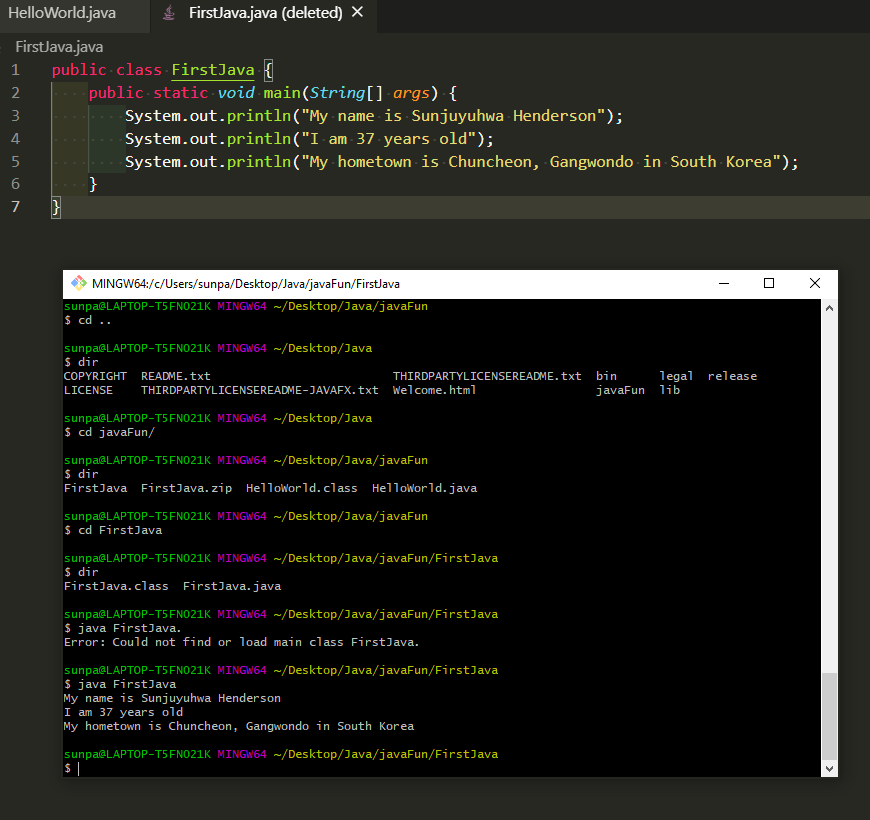 HelloWorld.java FirstJava.java (deleted) ✕
FirstJava.java
1 public class FirstJava {
2 public static void main(String[] args) {
3 System.out.println("My name is Sunjuyuhwa Henderson");
4 System.out.println("I am 37 years old");
5 System.out.println("My hometown is Chuncheon, Gangwondo in South Korea");
6 }
7 }
MINGW64:/c/Users/sunpa/Desktop/Java/javaFun/FirstJava
sunpa@LAPTOP-T5FNO21K MINGW64 ~/Desktop/Java/javaFun
$ cd ..
sunpa@LAPTOP-T5FNO21K MINGW64 ~/Desktop/Java
$ dir
COPYRIGHT README.txt THIRDPARTYLICENSEREADME.txt bin legal release
LICENSE THIRDPARTYLICENSEREADME-JAVAFX.txt Welcome.html javaFun lib
sunpa@LAPTOP-T5FNO21K MINGW64 ~/Desktop/Java
$ cd javaFun/
sunpa@LAPTOP-T5FNO21K MINGW64 ~/Desktop/Java/javaFun
$ dir
FirstJava FirstJava.zip HelloWorld.class HelloWorld.java
sunpa@LAPTOP-T5FNO21K MINGW64 ~/Desktop/Java/javaFun
$ cd FirstJava
sunpa@LAPTOP-T5FNO21K MINGW64 ~/Desktop/Java/javaFun/FirstJava
$ dir
FirstJava.class FirstJava.java
sunpa@LAPTOP-T5FNO21K MINGW64 ~/Desktop/Java/javaFun/FirstJava
$ java FirstJava.
Error: Could not find or load main class FirstJava.
sunpa@LAPTOP-T5FNO21K MINGW64 ~/Desktop/Java/javaFun/FirstJava
$ java FirstJava
My name is Sunjuyuhwa Henderson
I am 37 years old
My hometown is Chuncheon, Gangwondo in South Korea
sunpa@LAPTOP-T5FNO21K MINGW64 ~/Desktop/Java/javaFun/FirstJava
$